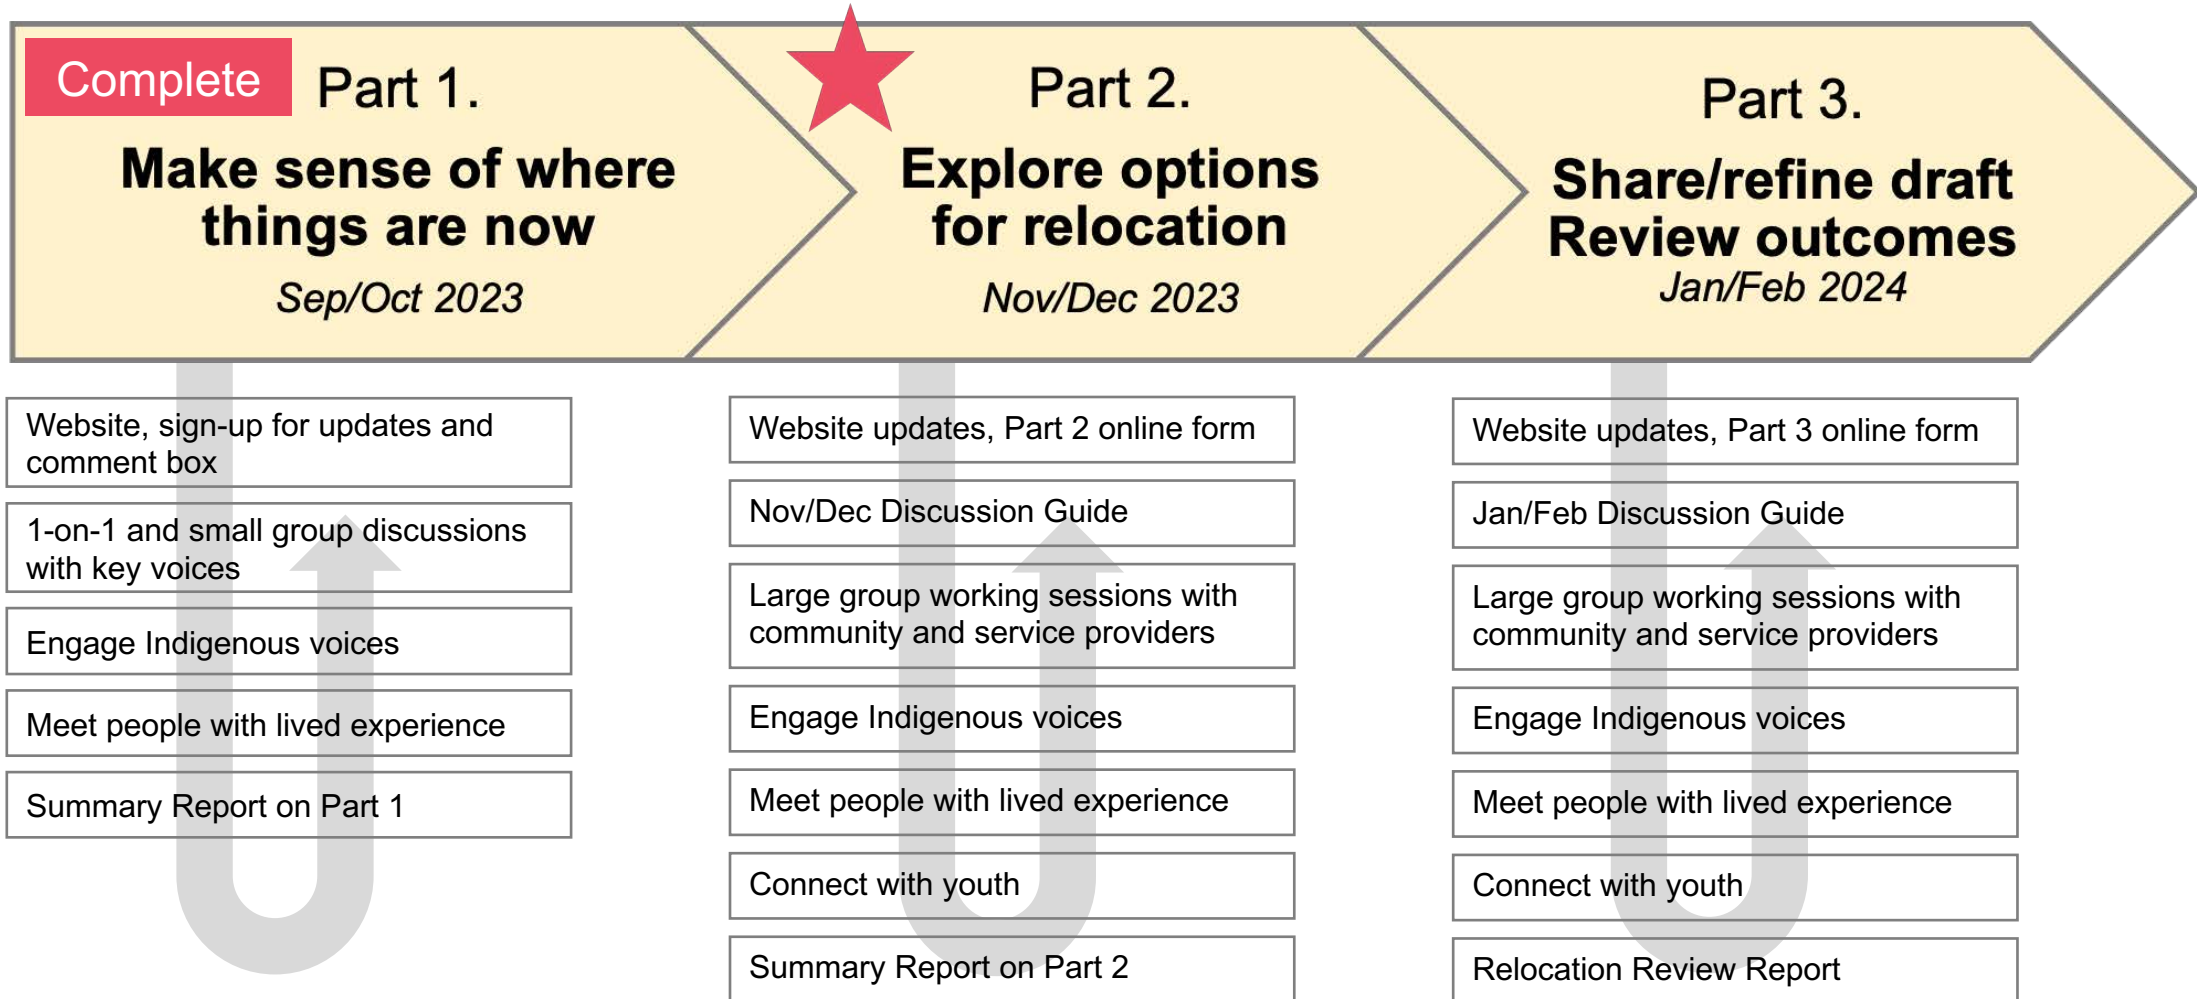 Complete
Part 1.
Make sense of where
things are now
Sep/Oct 2023
Part 2.
Explore options
for relocation
Nov/Dec 2023
Part 3.
Share/refine draft
Review outcomes
Jan/Feb 2024
Website, sign-up for updates and
comment box
1-on-1 and small group discussions
with key voices
Engage Indigenous voices
Meet people with lived experience
Summary Report on Part 1
Website updates, Part 2 online form
Nov/Dec Discussion Guide
Large group working sessions with
community and service providers
Engage Indigenous voices
Meet people with lived experience
Connect with youth
Summary Report on Part 2
Website updates, Part 3 online form
Jan/Feb Discussion Guide
Large group working sessions with
community and service providers
Engage Indigenous voices
Meet people with lived experience
Connect with youth
Relocation Review Report